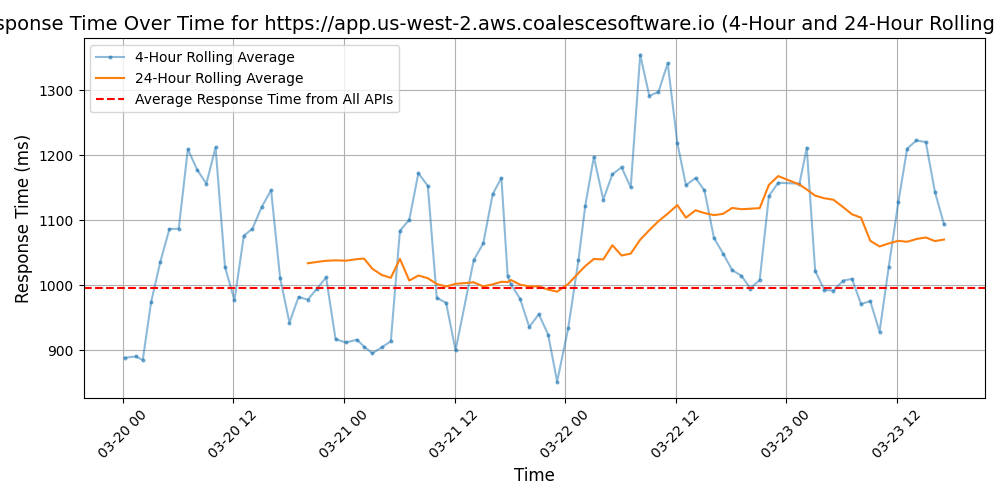 sponse Time Over Time for https://app.us-west-2.aws.coalescesoftware.io (4-Hour and 24-Hour Rolling
4-Hour Rolling Average
24-Hour Rolling Average
Average Response Time from All APIs
Response Time (ms)
1300
1200
1100
1000
900
03-20 00
03-20 12
03-21 00
03-21 12
03-22 00
03-22 12
03-23 00
03-23 12
Time